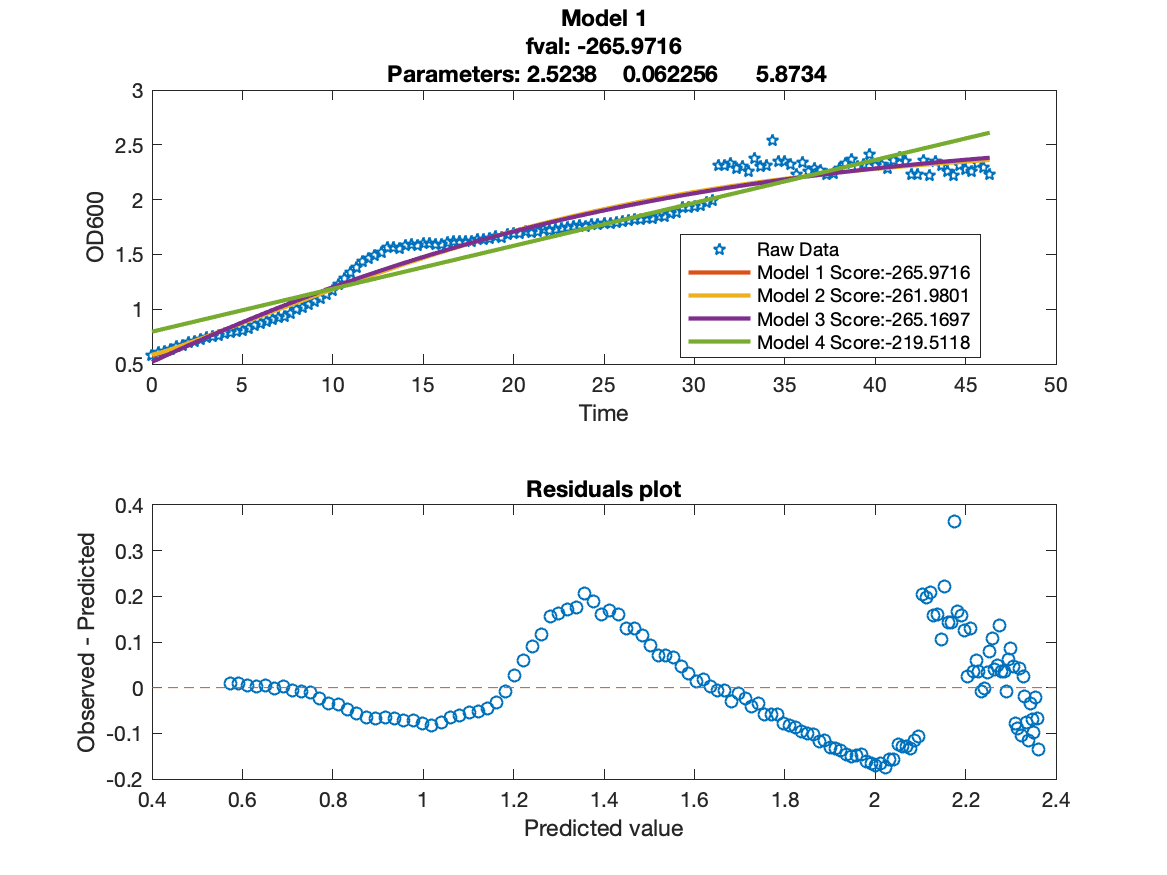 Model 1
fval: -265.9716
Parameters: 2.5238 0.062256 5.8734
3
2.5
2
1.5
1
0.5
OD600
Raw Data
Model 1 Score:-265.9716
Model 2 Score:-261.9801
Model 3 Score:-265.1697
Model 4 Score:-219.5118
0 5 10 15 20 25 30 35 40 45 50
Time
Residuals plot
0.4
0.3
0.2
0.1
0
-0.1
-0.2
Observed - Predicted
0.4 0.6 0.8 1 1.2 1.4 1.6 1.8 2 2.2 2.4
Predicted value